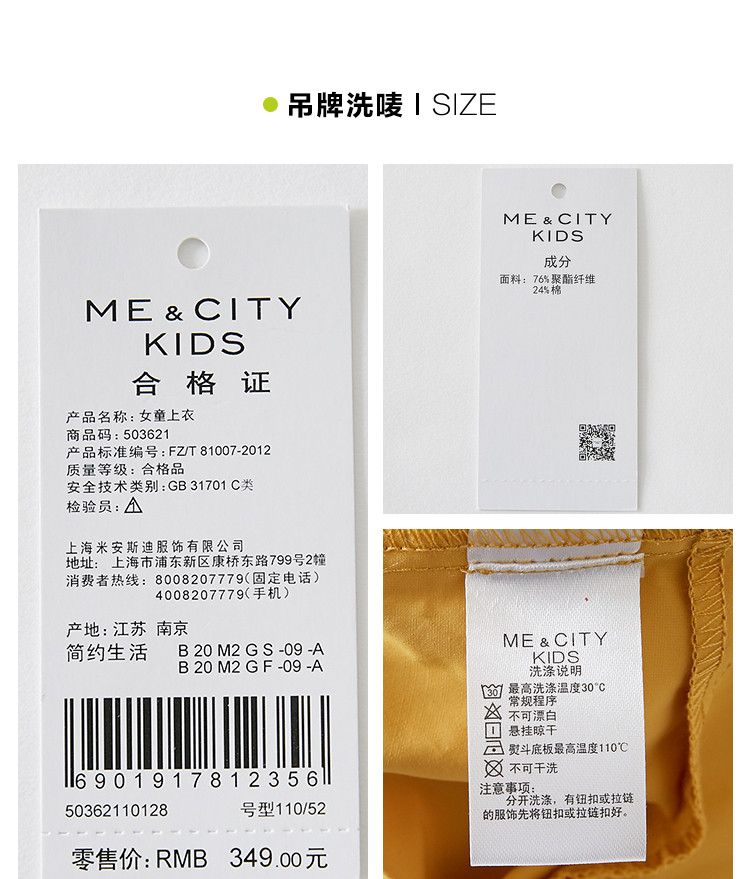 吊牌洗唛 I SIZE
ME & CITY
KIDS
合格证
产品名称: 女童上衣
商品码: 503621
产品标准编号: FZ/T 81007-2012
质量等级: 合格品
安全技术类别: GB 31701 C类
检验员: 1
上海米安斯迪服饰有限公司
地址: 上海市浦东新区康桥东路799号2幢
消费者热线: 8008207779(固定电话)
4008207779(手机)
产地: 江苏 南京
简约生活 B 20 M2 G S -09 -A
B 20 M2 G F -09 -A
6901917812356
50362110128 号型110/52
零售价: RMB 349.00元
ME & CITY
KIDS
成分
面料: 76% 聚酯纤维
24% 棉
ME & CITY
KIDS
洗涤说明
30 最高洗涤温度30°C
常规程序
不可漂白
悬挂晾干
熨斗底板最高温度110℃
不可干洗
注意事项:
分开洗涤, 有钮扣或拉链
的服饰先将钮扣或拉链扣好。